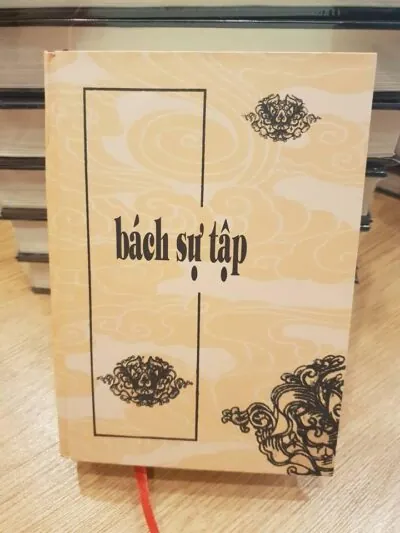 bách sự tập